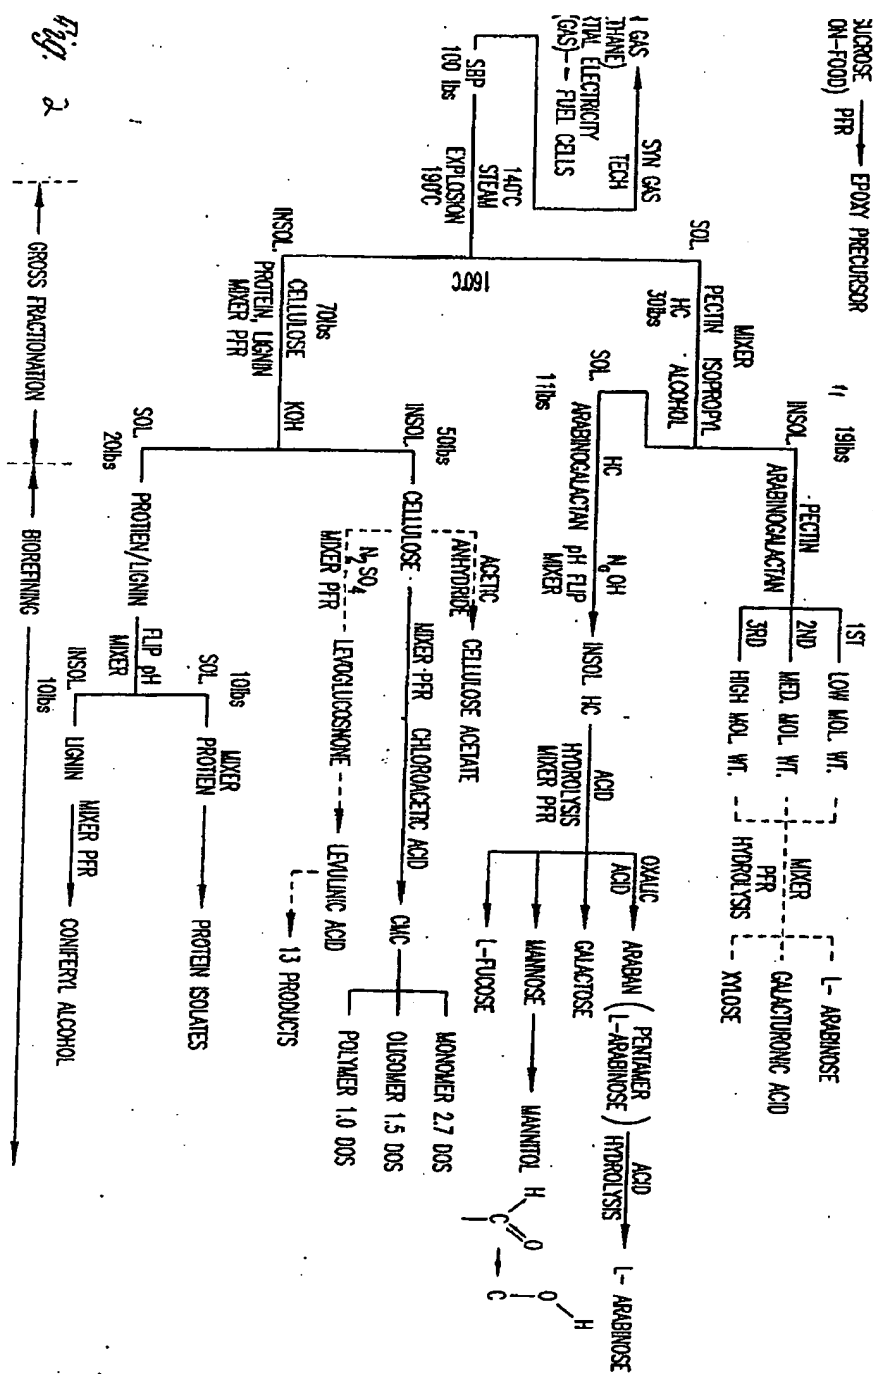 SUCROSE
ON-FOOD) PFR
EPOXY PRECURSOR
GAS
THANE)
TIAL ELECTRICITY
GAS) FUEL CELLS
SYN GAS
TECH
SBP
100 lbs
140°C
STEAM
EXPLOSION
190°C
160°C
SOL.
MIXER
PECTIN ISOPROPYL
HC ALCOHOL
30lbs
19lbs
INSOL.
PECTIN
ARABINOGALACTAN
1ST
2ND
3RD
LOW MOL. WT.
MED. MOL. WT.
HIGH MOL. WT.
MIXER
PFR
HYDROLYSIS
L- ARABINOSE
GALACTURONIC ACID
XYLOSE
SOL.
11lbs
HC
ARABINOGALACTAN
NaOH
pH FLIP
MIXER
INSOL HC
ACID
HYDROLYSIS
MIXER PFR
OXALIC
ACID
ARABAN ( PENTAMER
L-ARABINOSE )
ACID
HYDROLYSIS
L- ARABINOSE
GALACTOSE
MANNOSE
MANNITOL
L-FUCOSE
H
C
O
C
O
H
INSOL.
70lbs
CELLULOSE
PROTEIN, LIGNIN
MIXER PFR
KOH
50lbs
INSOL.
CELLULOSE
ACETIC
ANHYDRIDE
CELLULOSE ACETATE
MIXER PFR
CHLOROACETIC ACID
CMC
MONOMER 2.7 DOS
OLIGOMER 1.5 DOS
POLYMER 1.0 DOS
MIXER PFR
LEVOGLUCOSNONE
LEVULINIC ACID
13 PRODUCTS
SOL.
20lbs
PROTIEN/LIGNIN
FLIP pH
MIXER
10lbs
SOL.
MIXER
PROTIEN
PROTEIN ISOLATES
INSOL.
10lbs
LIGNIN
MIXER PFR
CONIFERYL ALCOHOL
GROSS FRACTIONATION
BIOREFINING
Fig. 2